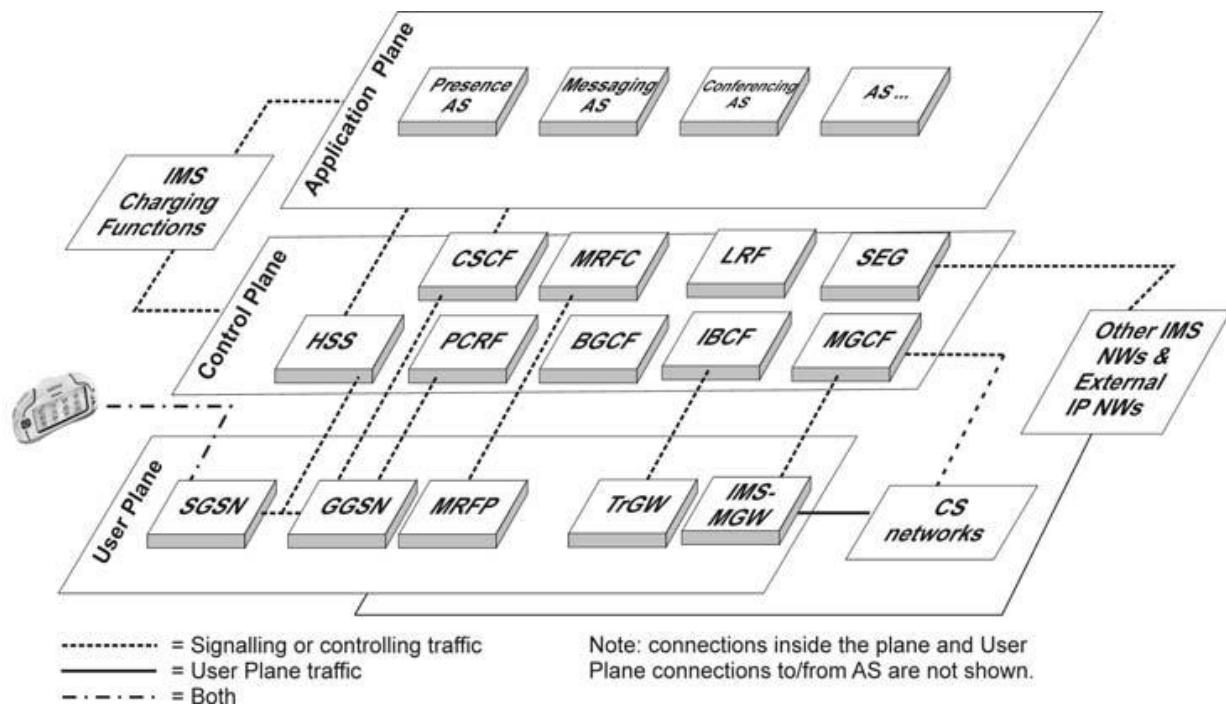 Application Plane
Presence
AS
Messaging
AS
Conferencing
AS
AS ...
IMS
Charging
Functions
Control Plane
CSCF
MRFC
LRF
SEG
HSS
PCRF
BGCF
IBCF
MGCF
Other IMS
NWs &
External
IP NWs
User Plane
SGSN
GGSN
MRFP
TrGW
IMS-
MGW
CS
networks
= Signalling or controlling traffic
= User Plane traffic
= Both
Note: connections inside the plane and User
Plane connections to/from AS are not shown.